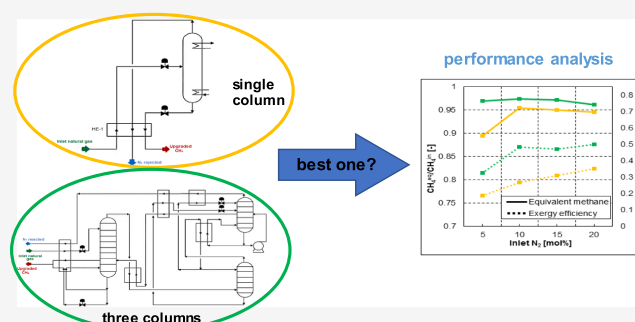 single
column
HE-1
Inlet natural gas
Upgraded
CH₄
N₂ rejected
best one?
N₂ rejected
Inlet natural
gas
Upgraded
CH₄
three columns
performance analysis
1
0.95
0.9
0.85
0.8
0.75
0.7
0.8
0.7
0.6
0.5
0.4
0.3
0.2
0.1
0
CH₄ᵉq/CH₄ⁱⁿ [-]
Equivalent methane
Exergy efficiency
5
10
15
20
Inlet N₂ [mol%]